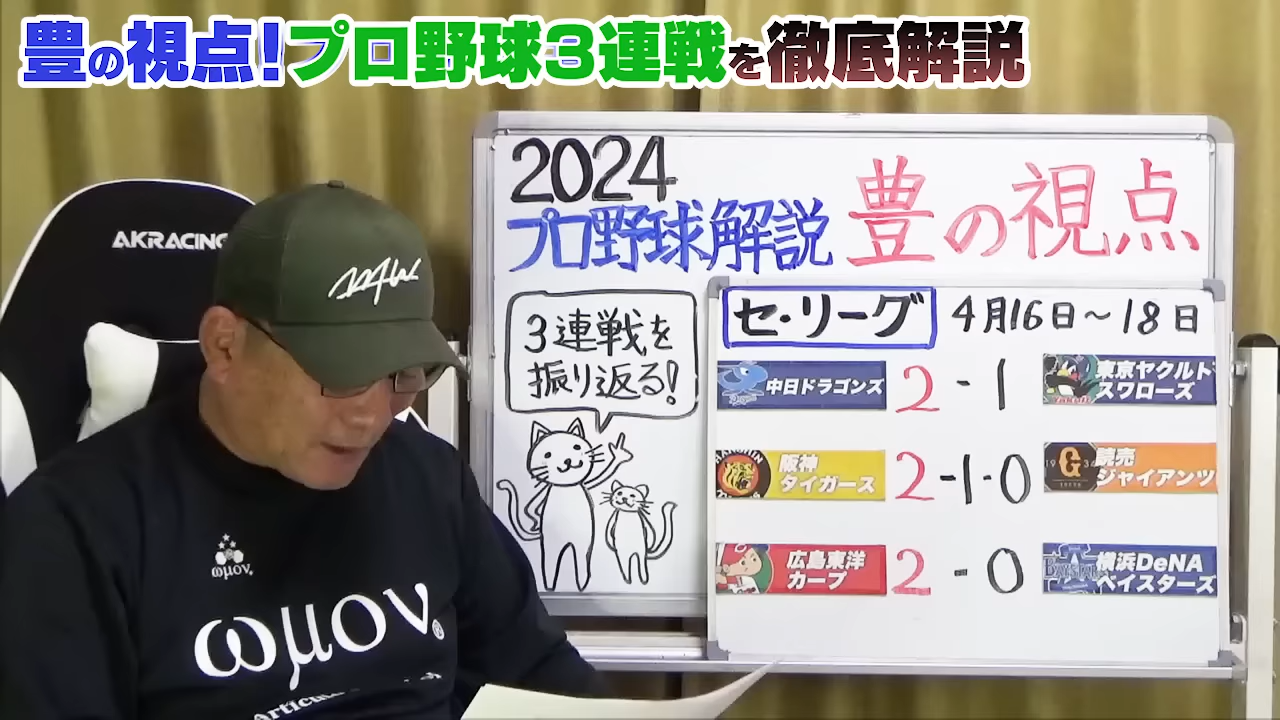 豊の視点!プロ野球3連戦を徹底解説
2024
プロ野球解説 豊の視点
3連戦を
振り返る!
セ・リーグ 4月16日〜18日
中日ドラゴンズ 2-1 東京ヤクルト
スワローズ
阪神
タイガース 2-1-0 読売
ジャイアンツ
広島東洋
カープ 2-0 横浜DeNA
ベイスターズ
AKRACING
ωμον
ωμον®